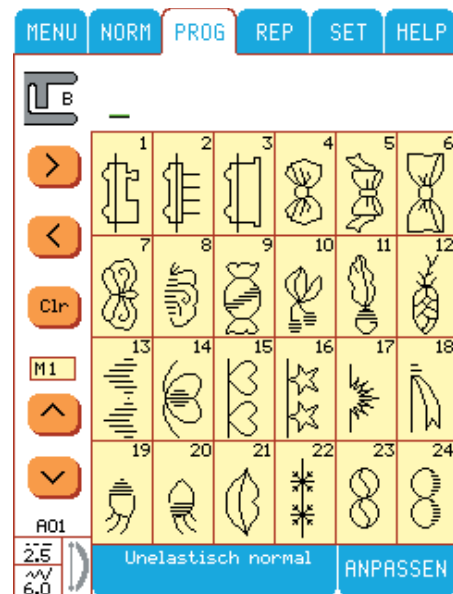 MENU NORM PROG REP SET HELP
B
1 2 3 4 5 6
7 8 9 10 11 12
Clr
13 14 15 16 17 18
M1
19 20 21 22 23 24
A01
2.5
6.0
Unelastisch normal
ANPASSEN